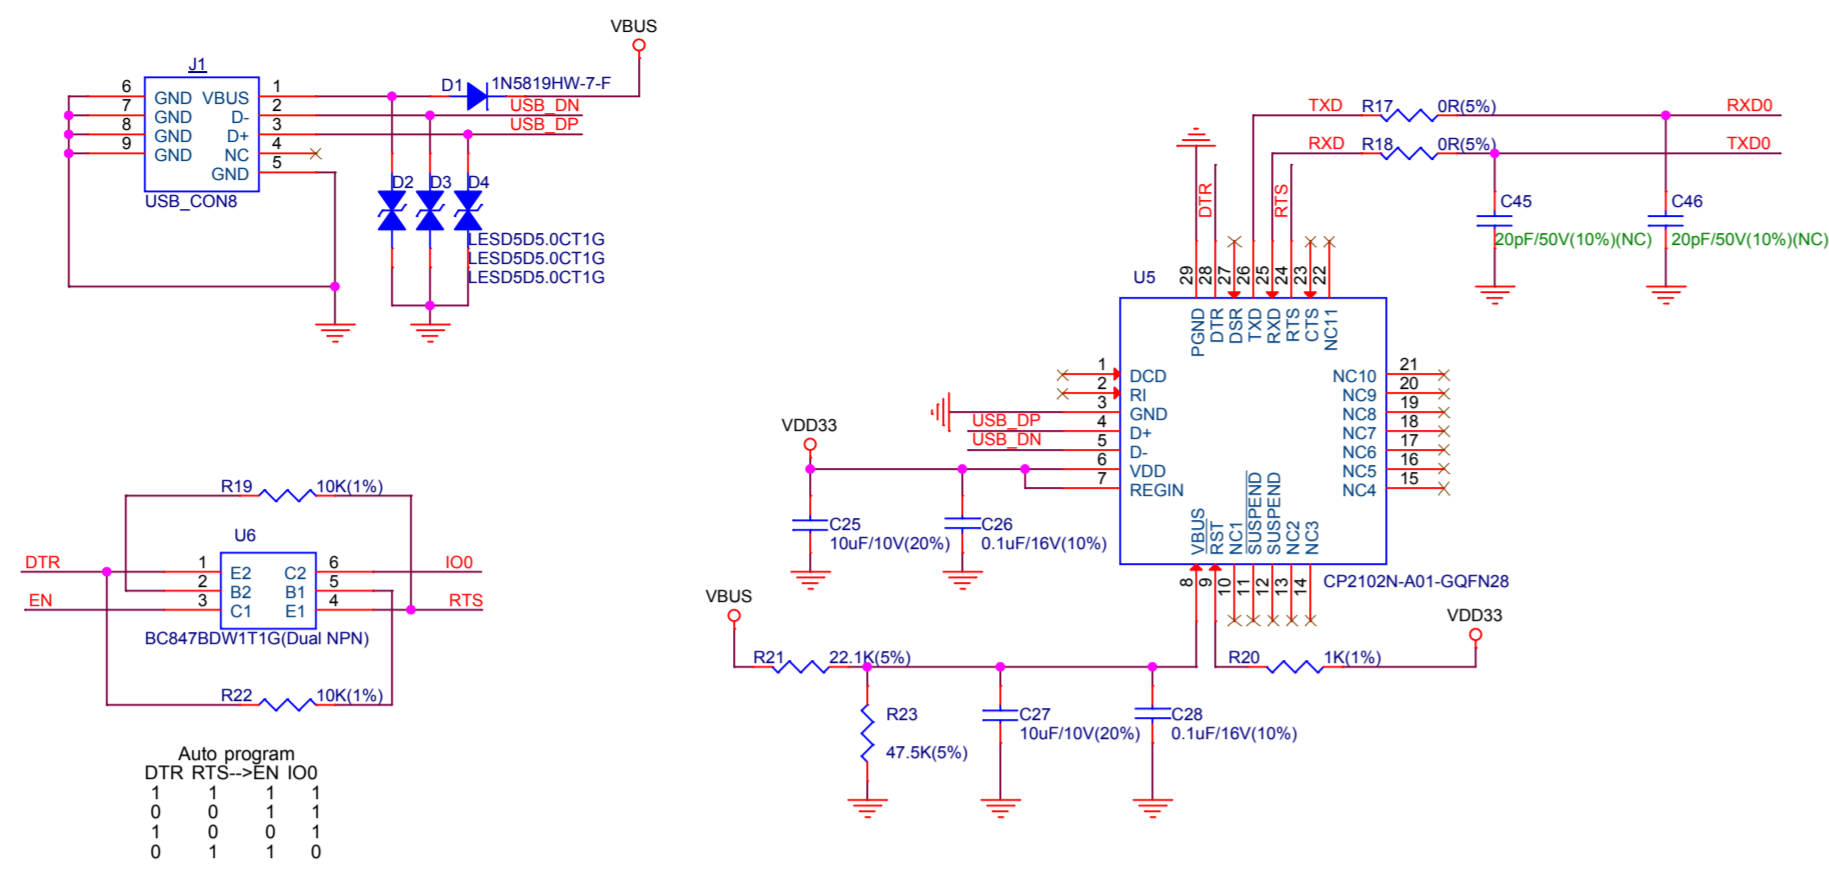 VBUS
J1
D1
1N5819HW-7-F
6 GND VBUS 1
7 GND D- 2
8 GND D+ 3
9 GND NC 4
GND 5
USB_CON8
USB_DN
USB_DP
D2 D3 D4
LESD5D5.0CT1G
LESD5D5.0CT1G
LESD5D5.0CT1G
TXD R17 0R(5%) RXD0
RXD R18 0R(5%) TXD0
C45
20pF/50V(10%)(NC)
C46
20pF/50V(10%)(NC)
DTR
RTS
U5
29 28 27 26 25 24 23 22
PGND DTR DSR TXD RXD RTS CTS NC11
1 DCD
2 RI
3 GND
USB_DP 4 D+
USB_DN 5 D-
6 VDD
7 REGIN
NC10 21
NC9 20
NC8 19
NC7 18
NC6 17
NC5 16
NC4 15
VBUS RST NC1 SUSPEND SUSPEND NC2 NC3
8 9 10 11 12 13 14
CP2102N-A01-GQFN28
VDD33
C25
10uF/10V(20%)
C26
0.1uF/16V(10%)
VBUS
R21 22.1K(5%)
R23
47.5K(5%)
C27
10uF/10V(20%)
C28
0.1uF/16V(10%)
R20 1K(1%)
VDD33
R19 10K(1%)
U6
DTR 1 E2 C2 6 IO0
2 B2 B1 5
EN 3 C1 E1 4 RTS
BC847BDW1T1G(Dual NPN)
R22 10K(1%)
Auto program
DTR RTS-->EN IO0
1 1 1 1
0 0 1 1
1 0 0 1
0 1 1 0